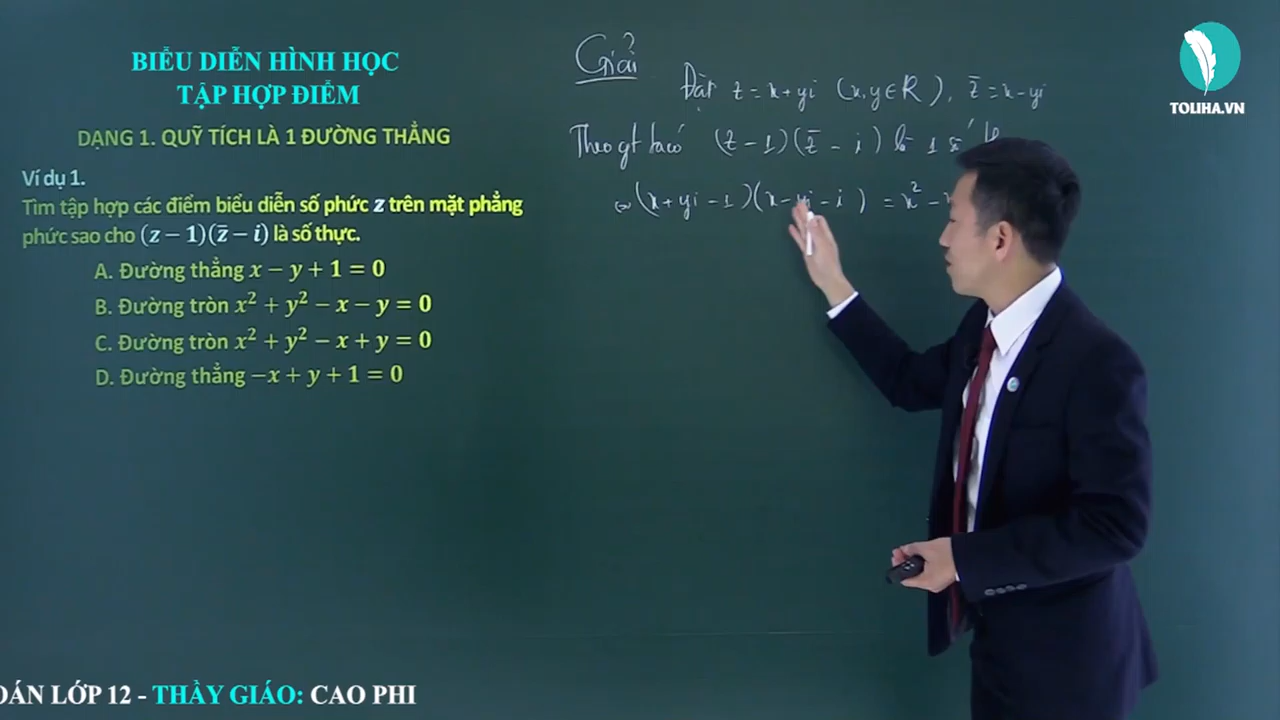 BIỂU DIỄN HÌNH HỌC
TẬP HỢP ĐIỂM
DẠNG 1. QUỸ TÍCH LÀ 1 ĐƯỜNG THẲNG
Ví dụ 1.
Tìm tập hợp các điểm biểu diễn số phức z trên mặt phẳng
phức sao cho (z − 1)(z̄ − i) là số thực.
A. Đường thẳng x − y + 1 = 0
B. Đường tròn x² + y² − x − y = 0
C. Đường tròn x² + y² − x + y = 0
D. Đường thẳng −x + y + 1 = 0
Giải
Đặt z = x + yi (x, y ∈ R), z̄ = x − yi
Theo gt ta có (z − 1)(z̄ − i) là 1 số
⇔ (x + yi − 1)(x − yi − i) = x² −
TOLIHA.VN
OÁN LỚP 12 - THẦY GIÁO: CAO PHI